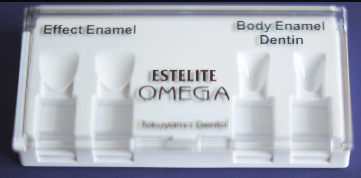 Effect Enamel
Body Enamel
Dentin
ESTELITE
OMEGA
Tokuyama Dental